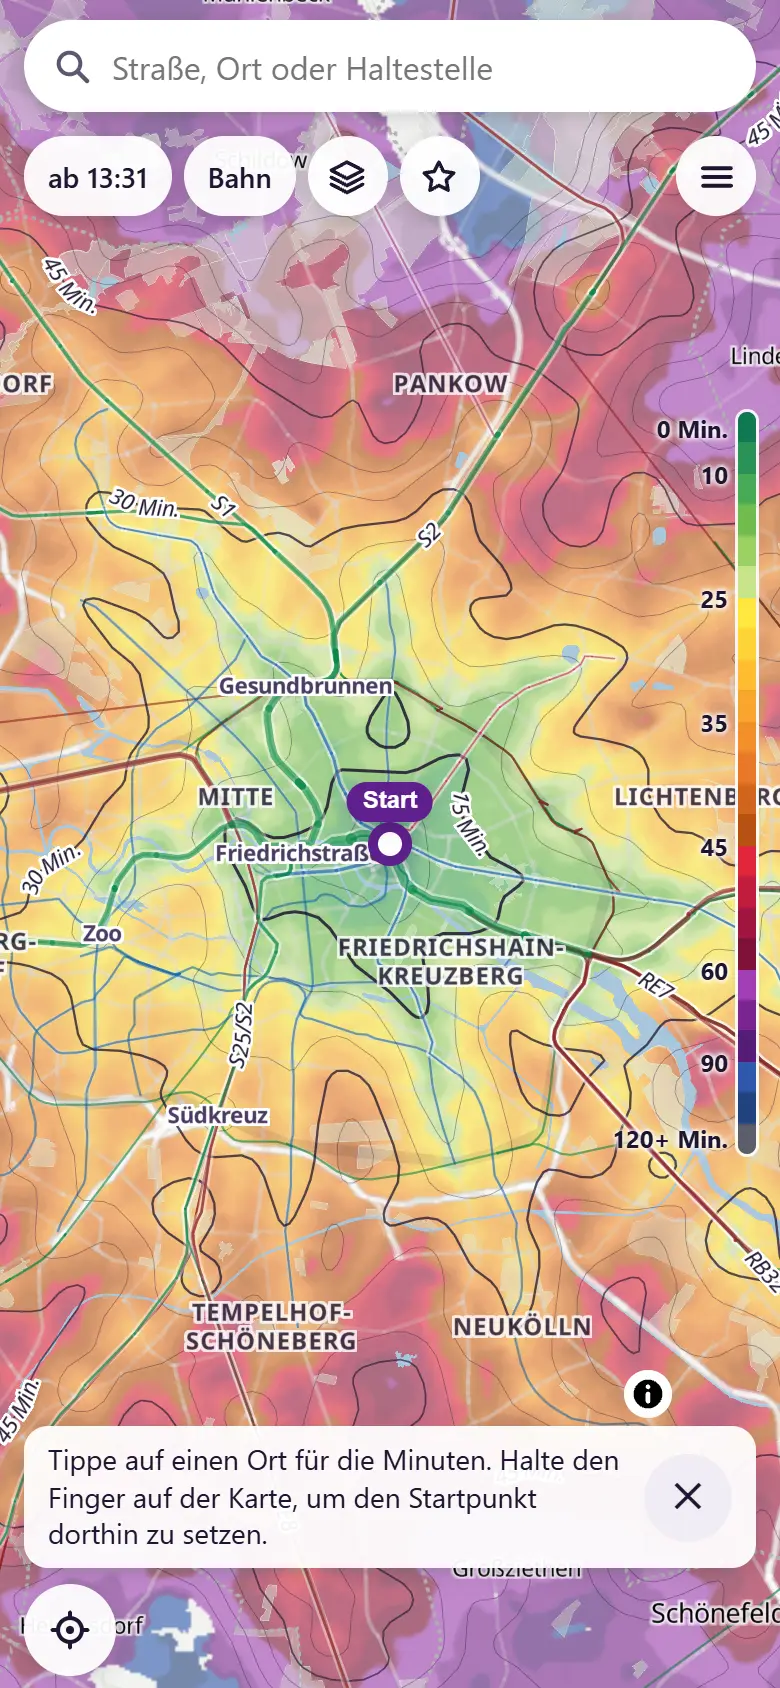 Straße, Ort oder Haltestelle
ab 13:31
Bahn
45 Min.
45 Min.
ORF
PANKOW
Linde
0 Min.
10
30 Min.
S1
S2
25
Gesundbrunnen
35
MITTE
Start
LICHTENBERG
15 Min.
45
30 Min.
Friedrichstraß
Zoo
RG-
FRIEDRICHSHAIN-
KREUZBERG
60
RE7
S25/S2
90
Südkreuz
120+ Min.
RB32
TEMPELHOF-
SCHÖNEBERG
NEUKÖLLN
45 Min.
Tippe auf einen Ort für die Minuten. Halte den
Finger auf der Karte, um den Startpunkt
dorthin zu setzen.
Großziethen
Schönefeld